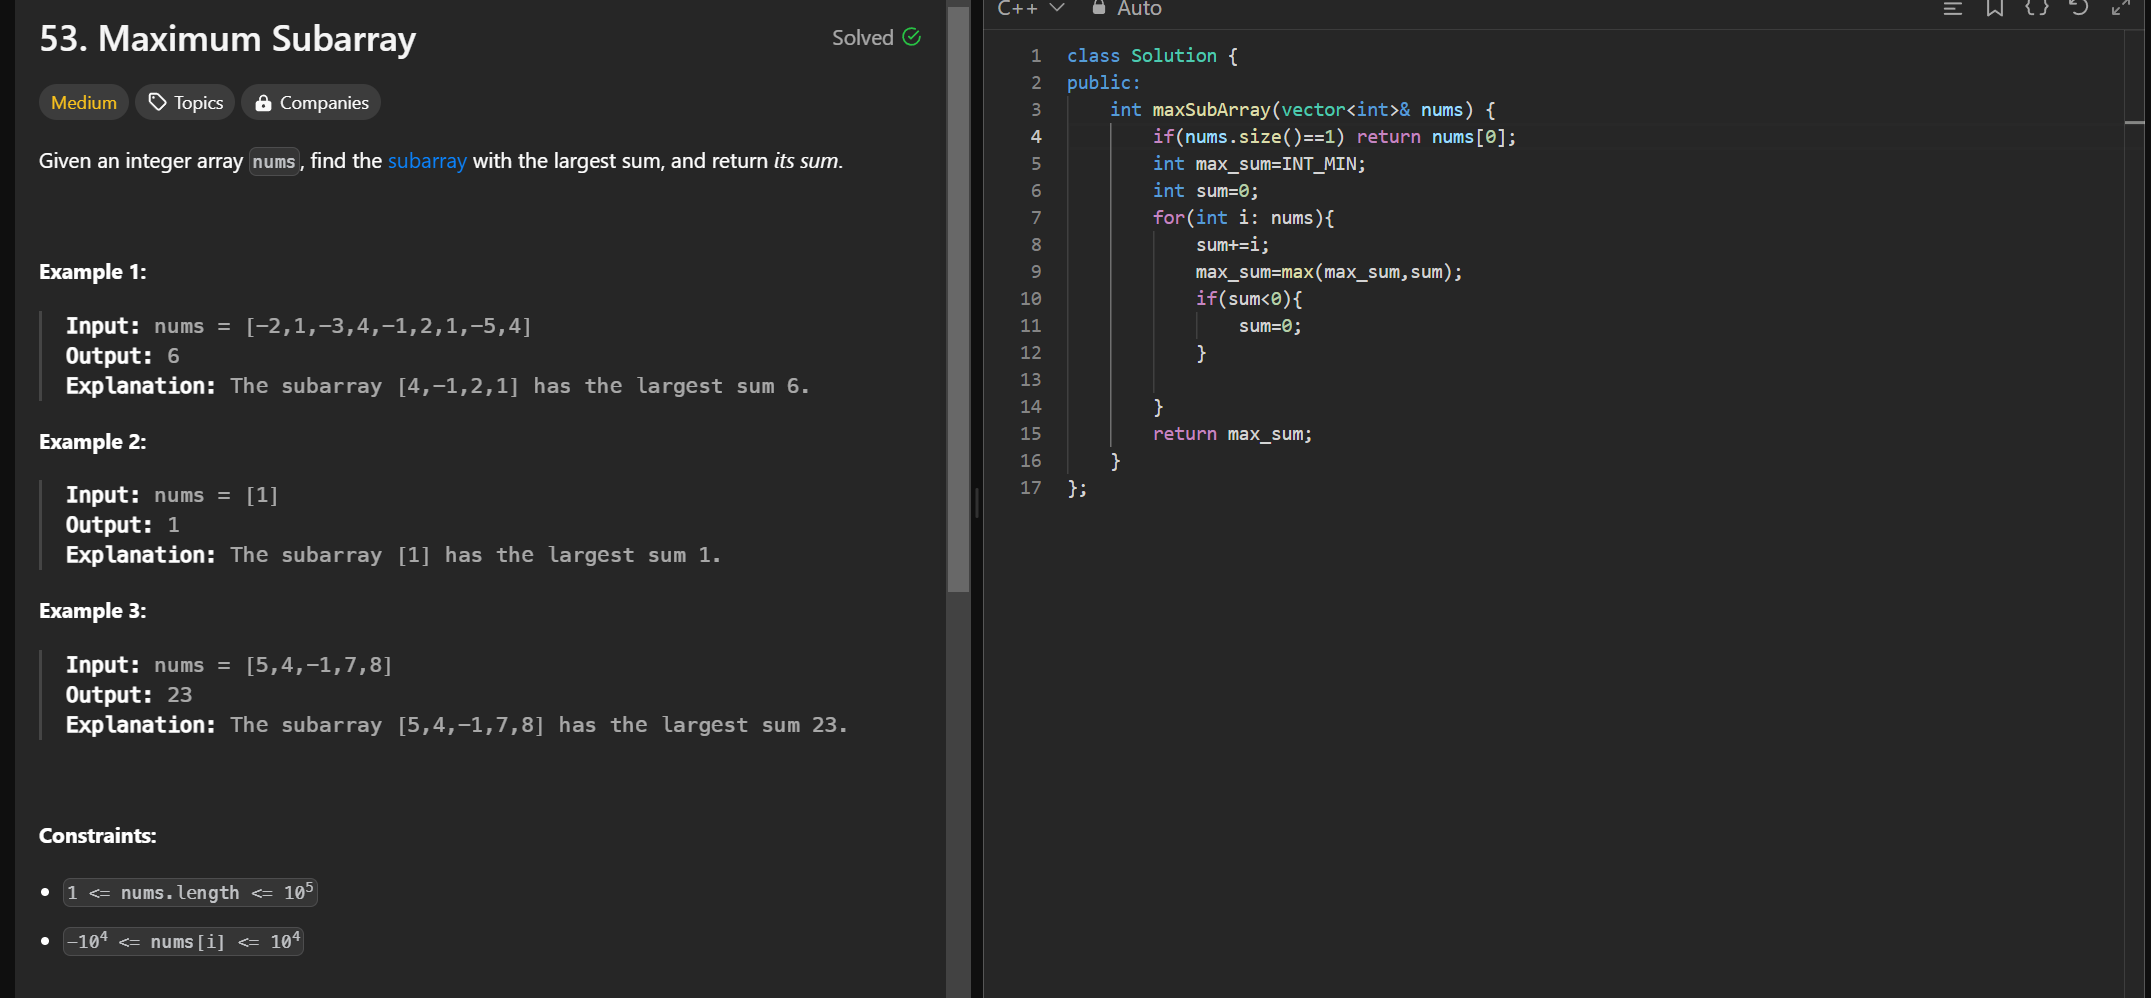 53. Maximum Subarray
Solved
Medium
Topics
Companies
Given an integer array nums, find the subarray with the largest sum, and return its sum.
Example 1:
Input: nums = [-2,1,-3,4,-1,2,1,-5,4]
Output: 6
Explanation: The subarray [4,-1,2,1] has the largest sum 6.
Example 2:
Input: nums = [1]
Output: 1
Explanation: The subarray [1] has the largest sum 1.
Example 3:
Input: nums = [5,4,-1,7,8]
Output: 23
Explanation: The subarray [5,4,-1,7,8] has the largest sum 23.
Constraints:
• 1 <= nums.length <= 10⁵
• -10⁴ <= nums[i] <= 10⁴
C++ Auto
1 class Solution {
2 public:
3     int maxSubArray(vector<int>& nums) {
4         if(nums.size()==1) return nums[0];
5         int max_sum=INT_MIN;
6         int sum=0;
7         for(int i: nums){
8             sum+=i;
9             max_sum=max(max_sum,sum);
10             if(sum<0){
11                 sum=0;
12             }
13
14         }
15         return max_sum;
16     }
17 };